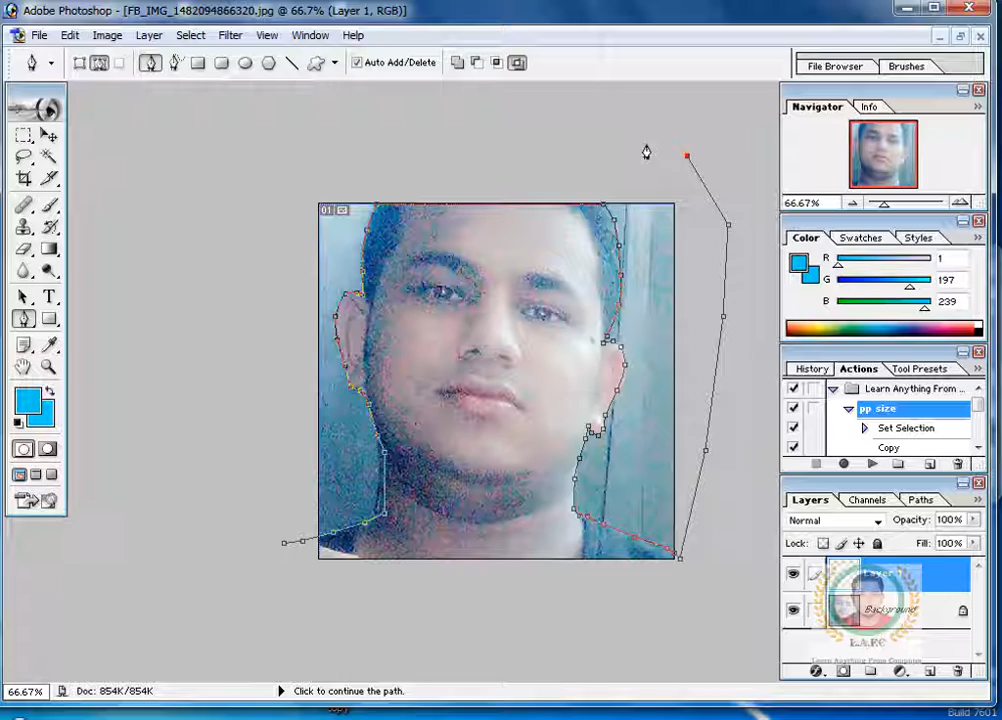 Adobe Photoshop - [FB_IMG_1482094866320.jpg @ 66.7% (Layer 1, RGB)]
File Edit Image Layer Select Filter View Window Help
Auto Add/Delete
File Browser Brushes
Navigator Info
66.67%
01
Color Swatches Styles
R 1
G 197
B 239
History Actions Tool Presets
Learn Anything From ...
pp size
Set Selection
Copy
T
Layers Channels Paths
Normal Opacity: 100%
Lock: Fill: 100%
Layer 1
Background
L.A.F.C
Learn Anything From Computer
66.67% Doc: 854K/854K Click to continue the path.
Build 7601